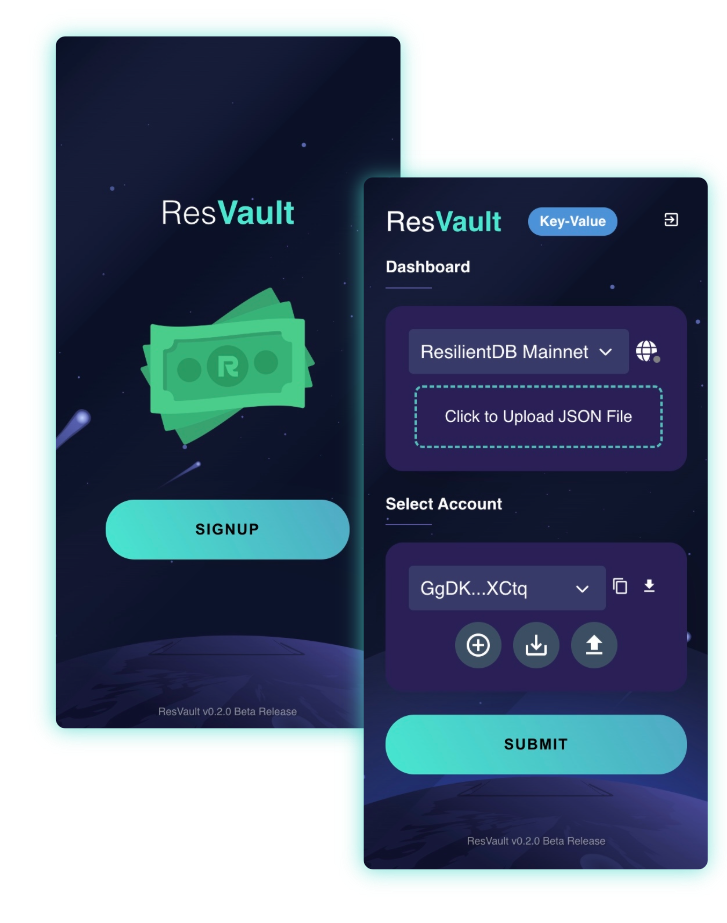 ResVault
R
SIGNUP
ResVault v0.2.0 Beta Release
ResVault
Key-Value
Dashboard
ResilientDB Mainnet
Click to Upload JSON File
Select Account
GgDK...XCtq
SUBMIT
ResVault v0.2.0 Beta Release